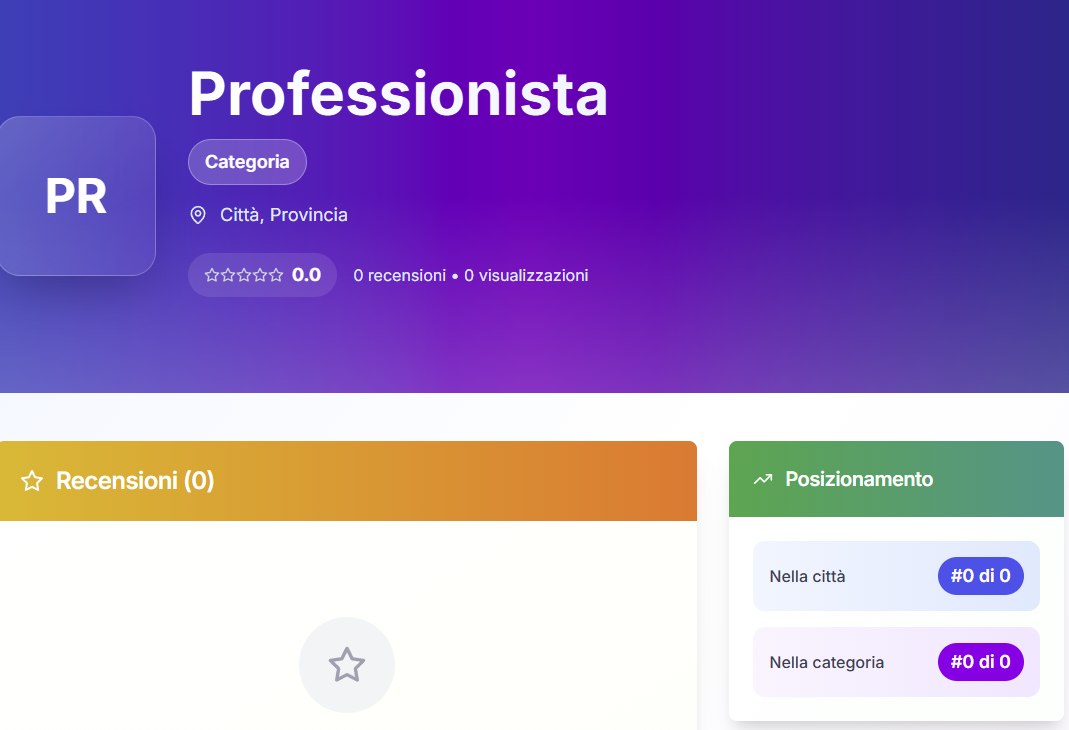 Professionista
Categoria
PR
Città, Provincia
0.0
0 recensioni • 0 visualizzazioni
Recensioni (0)
Posizionamento
Nella città
#0 di 0
Nella categoria
#0 di 0